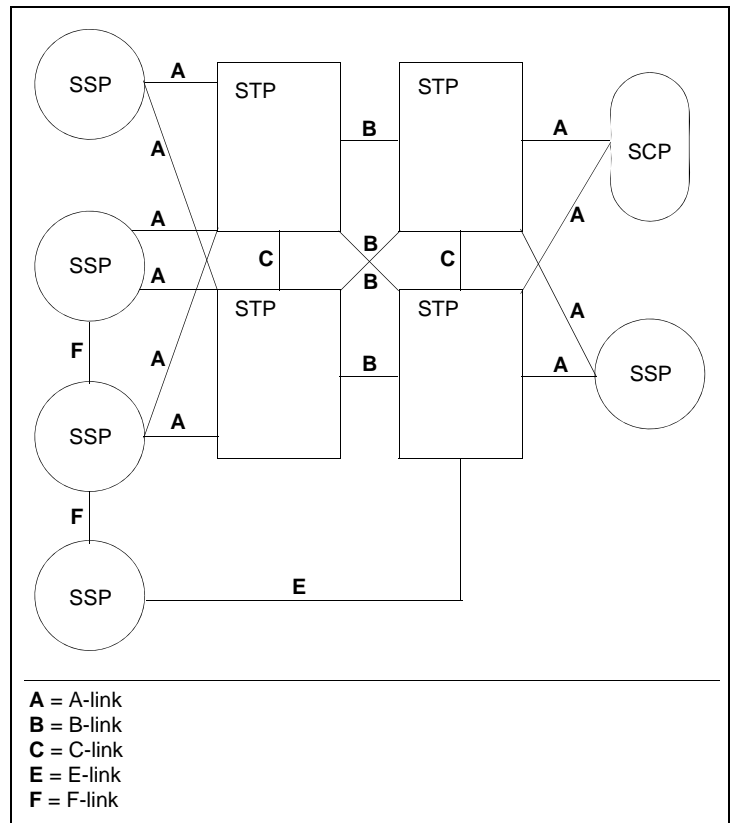 SSP
A
STP
STP
B
A
SCP
A
A
A
SSP
A
B
C
C
B
STP
STP
A
F
A
B
A
SSP
SSP
A
F
SSP
E
A = A-link
B = B-link
C = C-link
E = E-link
F = F-link